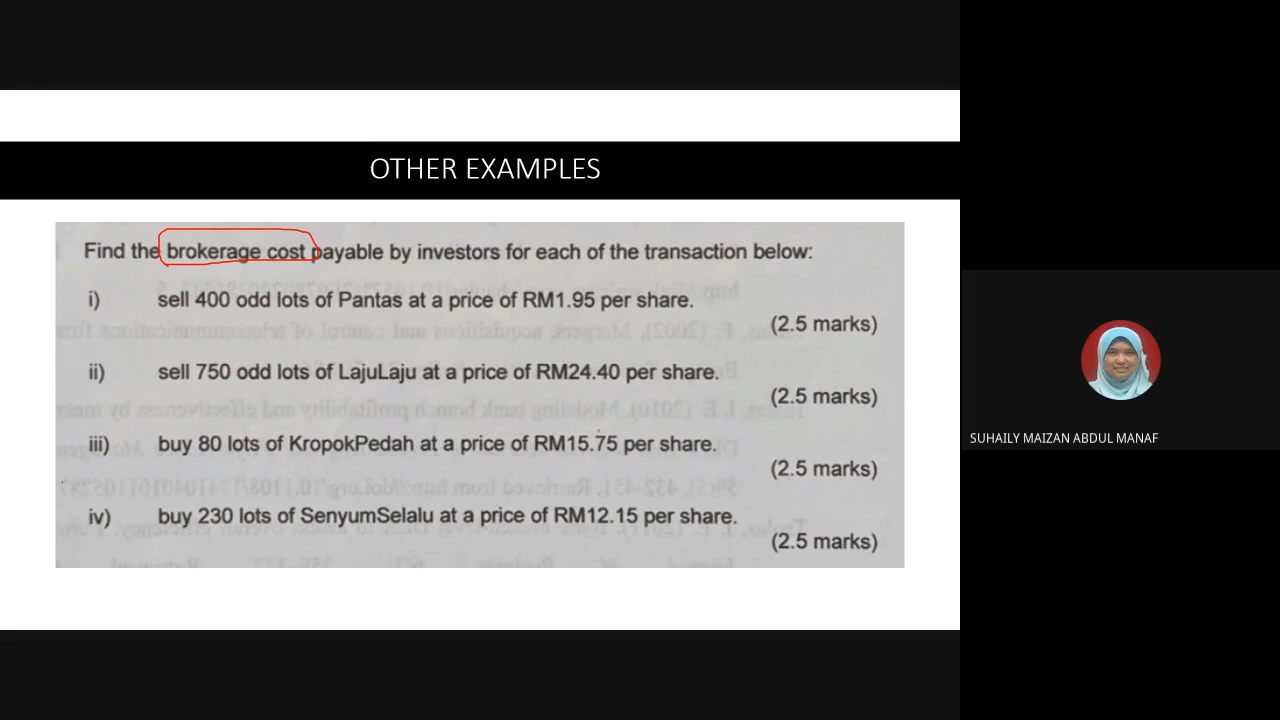 OTHER EXAMPLES
Find the brokerage cost payable by investors for each of the transaction below:
i) sell 400 odd lots of Pantas at a price of RM1.95 per share.
(2.5 marks)
ii) sell 750 odd lots of LajuLaju at a price of RM24.40 per share.
(2.5 marks)
iii) buy 80 lots of KropokPedah at a price of RM15.75 per share.
(2.5 marks)
iv) buy 230 lots of SenyumSelalu at a price of RM12.15 per share.
(2.5 marks)
SUHAILY MAIZAN ABDUL MANAF